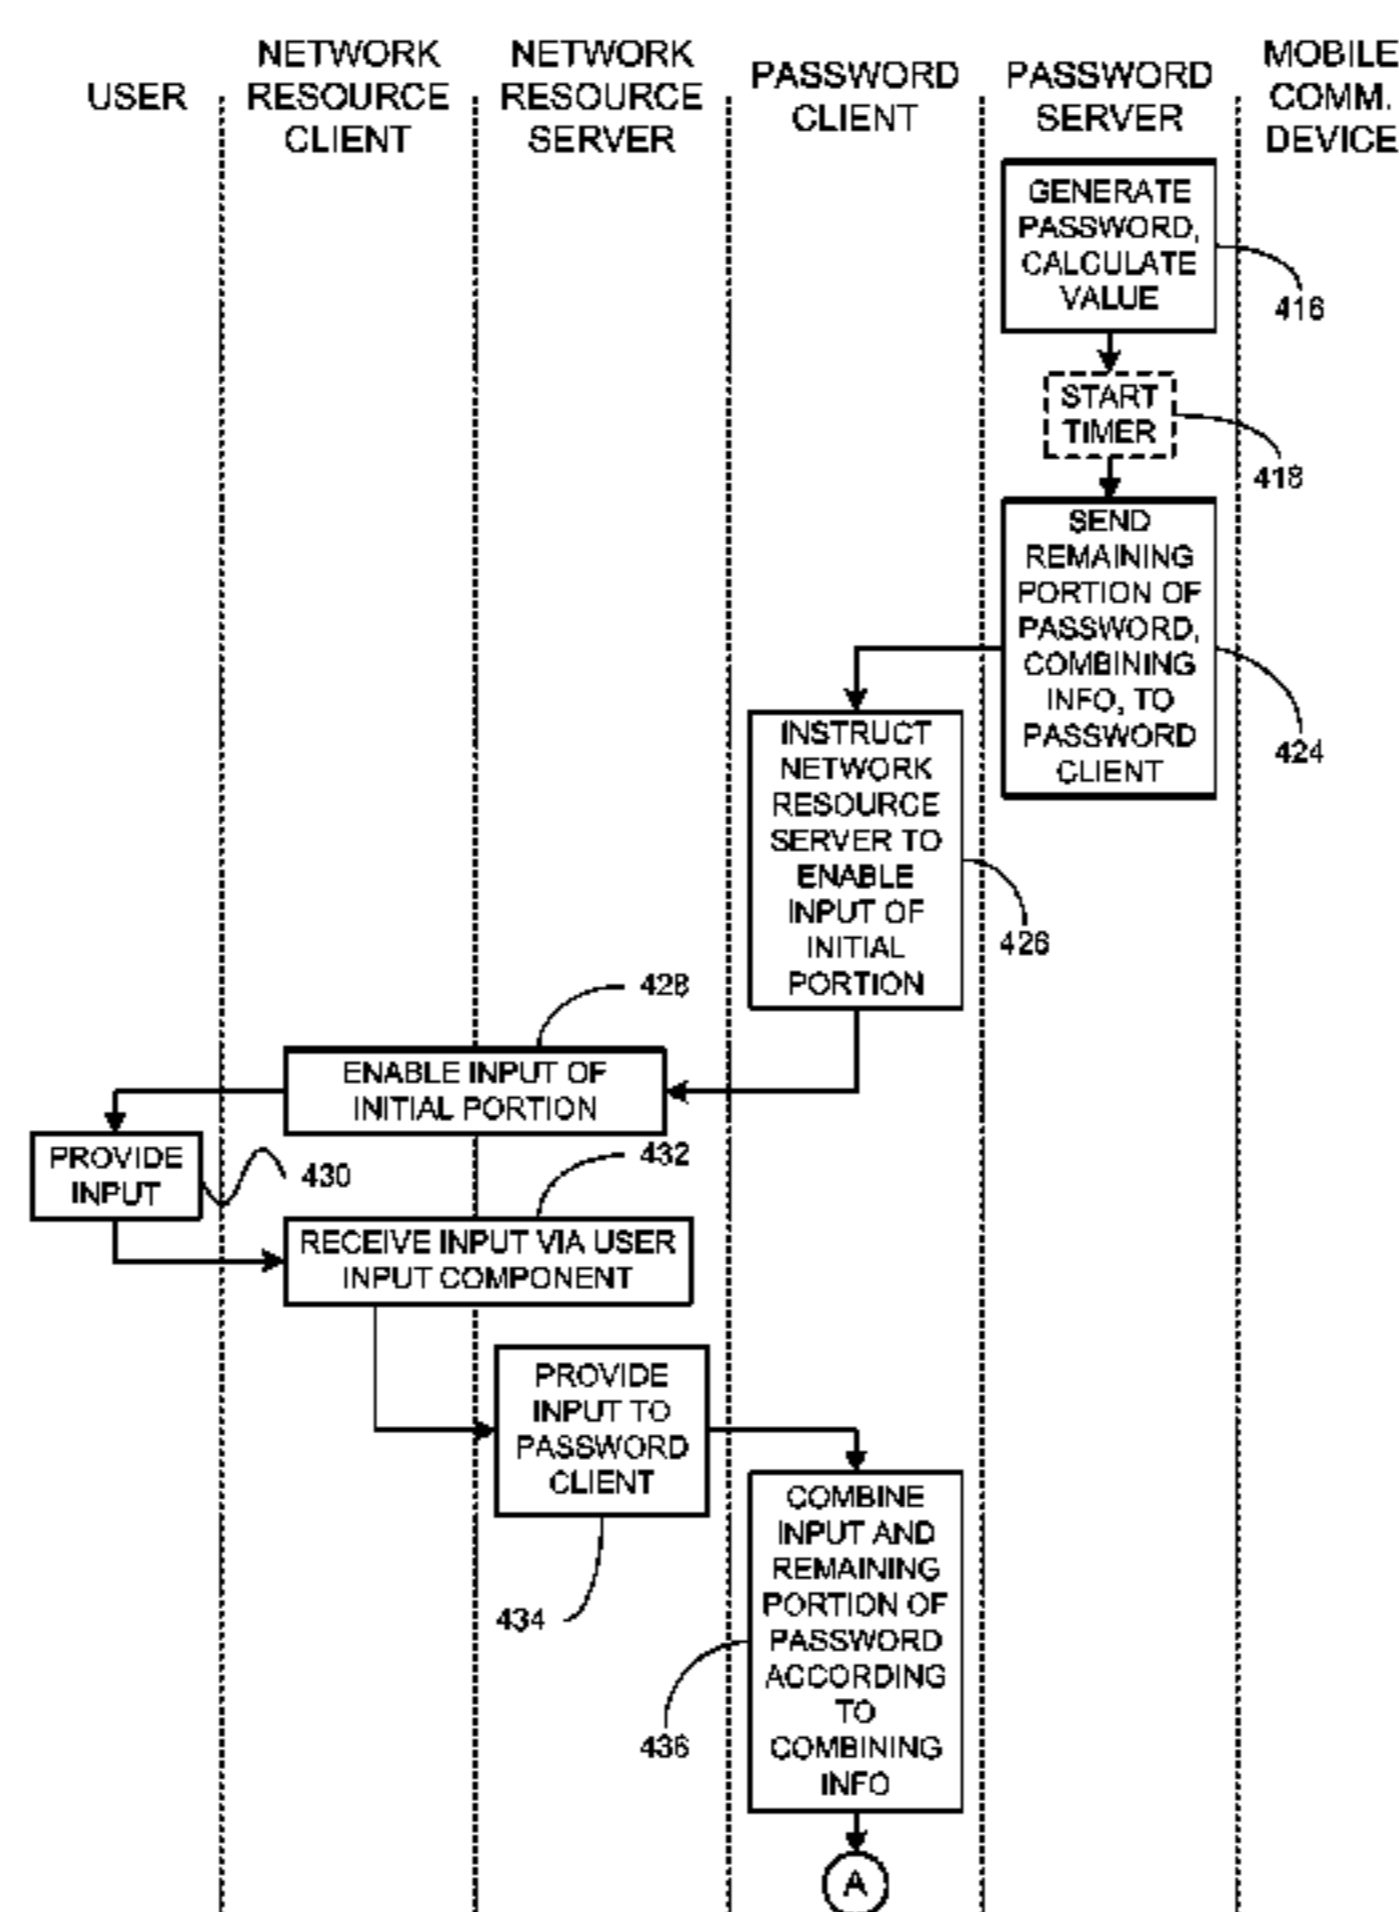 USER
NETWORK
RESOURCE
CLIENT
NETWORK
RESOURCE
SERVER
PASSWORD
CLIENT
PASSWORD
SERVER
MOBILE
COMM.
DEVICE
GENERATE
PASSWORD,
CALCULATE
VALUE
416
START
TIMER
418
SEND
REMAINING
PORTION OF
PASSWORD,
COMBINING
INFO, TO
PASSWORD
CLIENT
424
INSTRUCT
NETWORK
RESOURCE
SERVER TO
ENABLE
INPUT OF
INITIAL
PORTION
426
428
ENABLE INPUT OF
INITIAL PORTION
PROVIDE
INPUT
430
432
RECEIVE INPUT VIA USER
INPUT COMPONENT
PROVIDE
INPUT TO
PASSWORD
CLIENT
434
COMBINE
INPUT AND
REMAINING
PORTION OF
PASSWORD
ACCORDING
TO
COMBINING
INFO
436
A